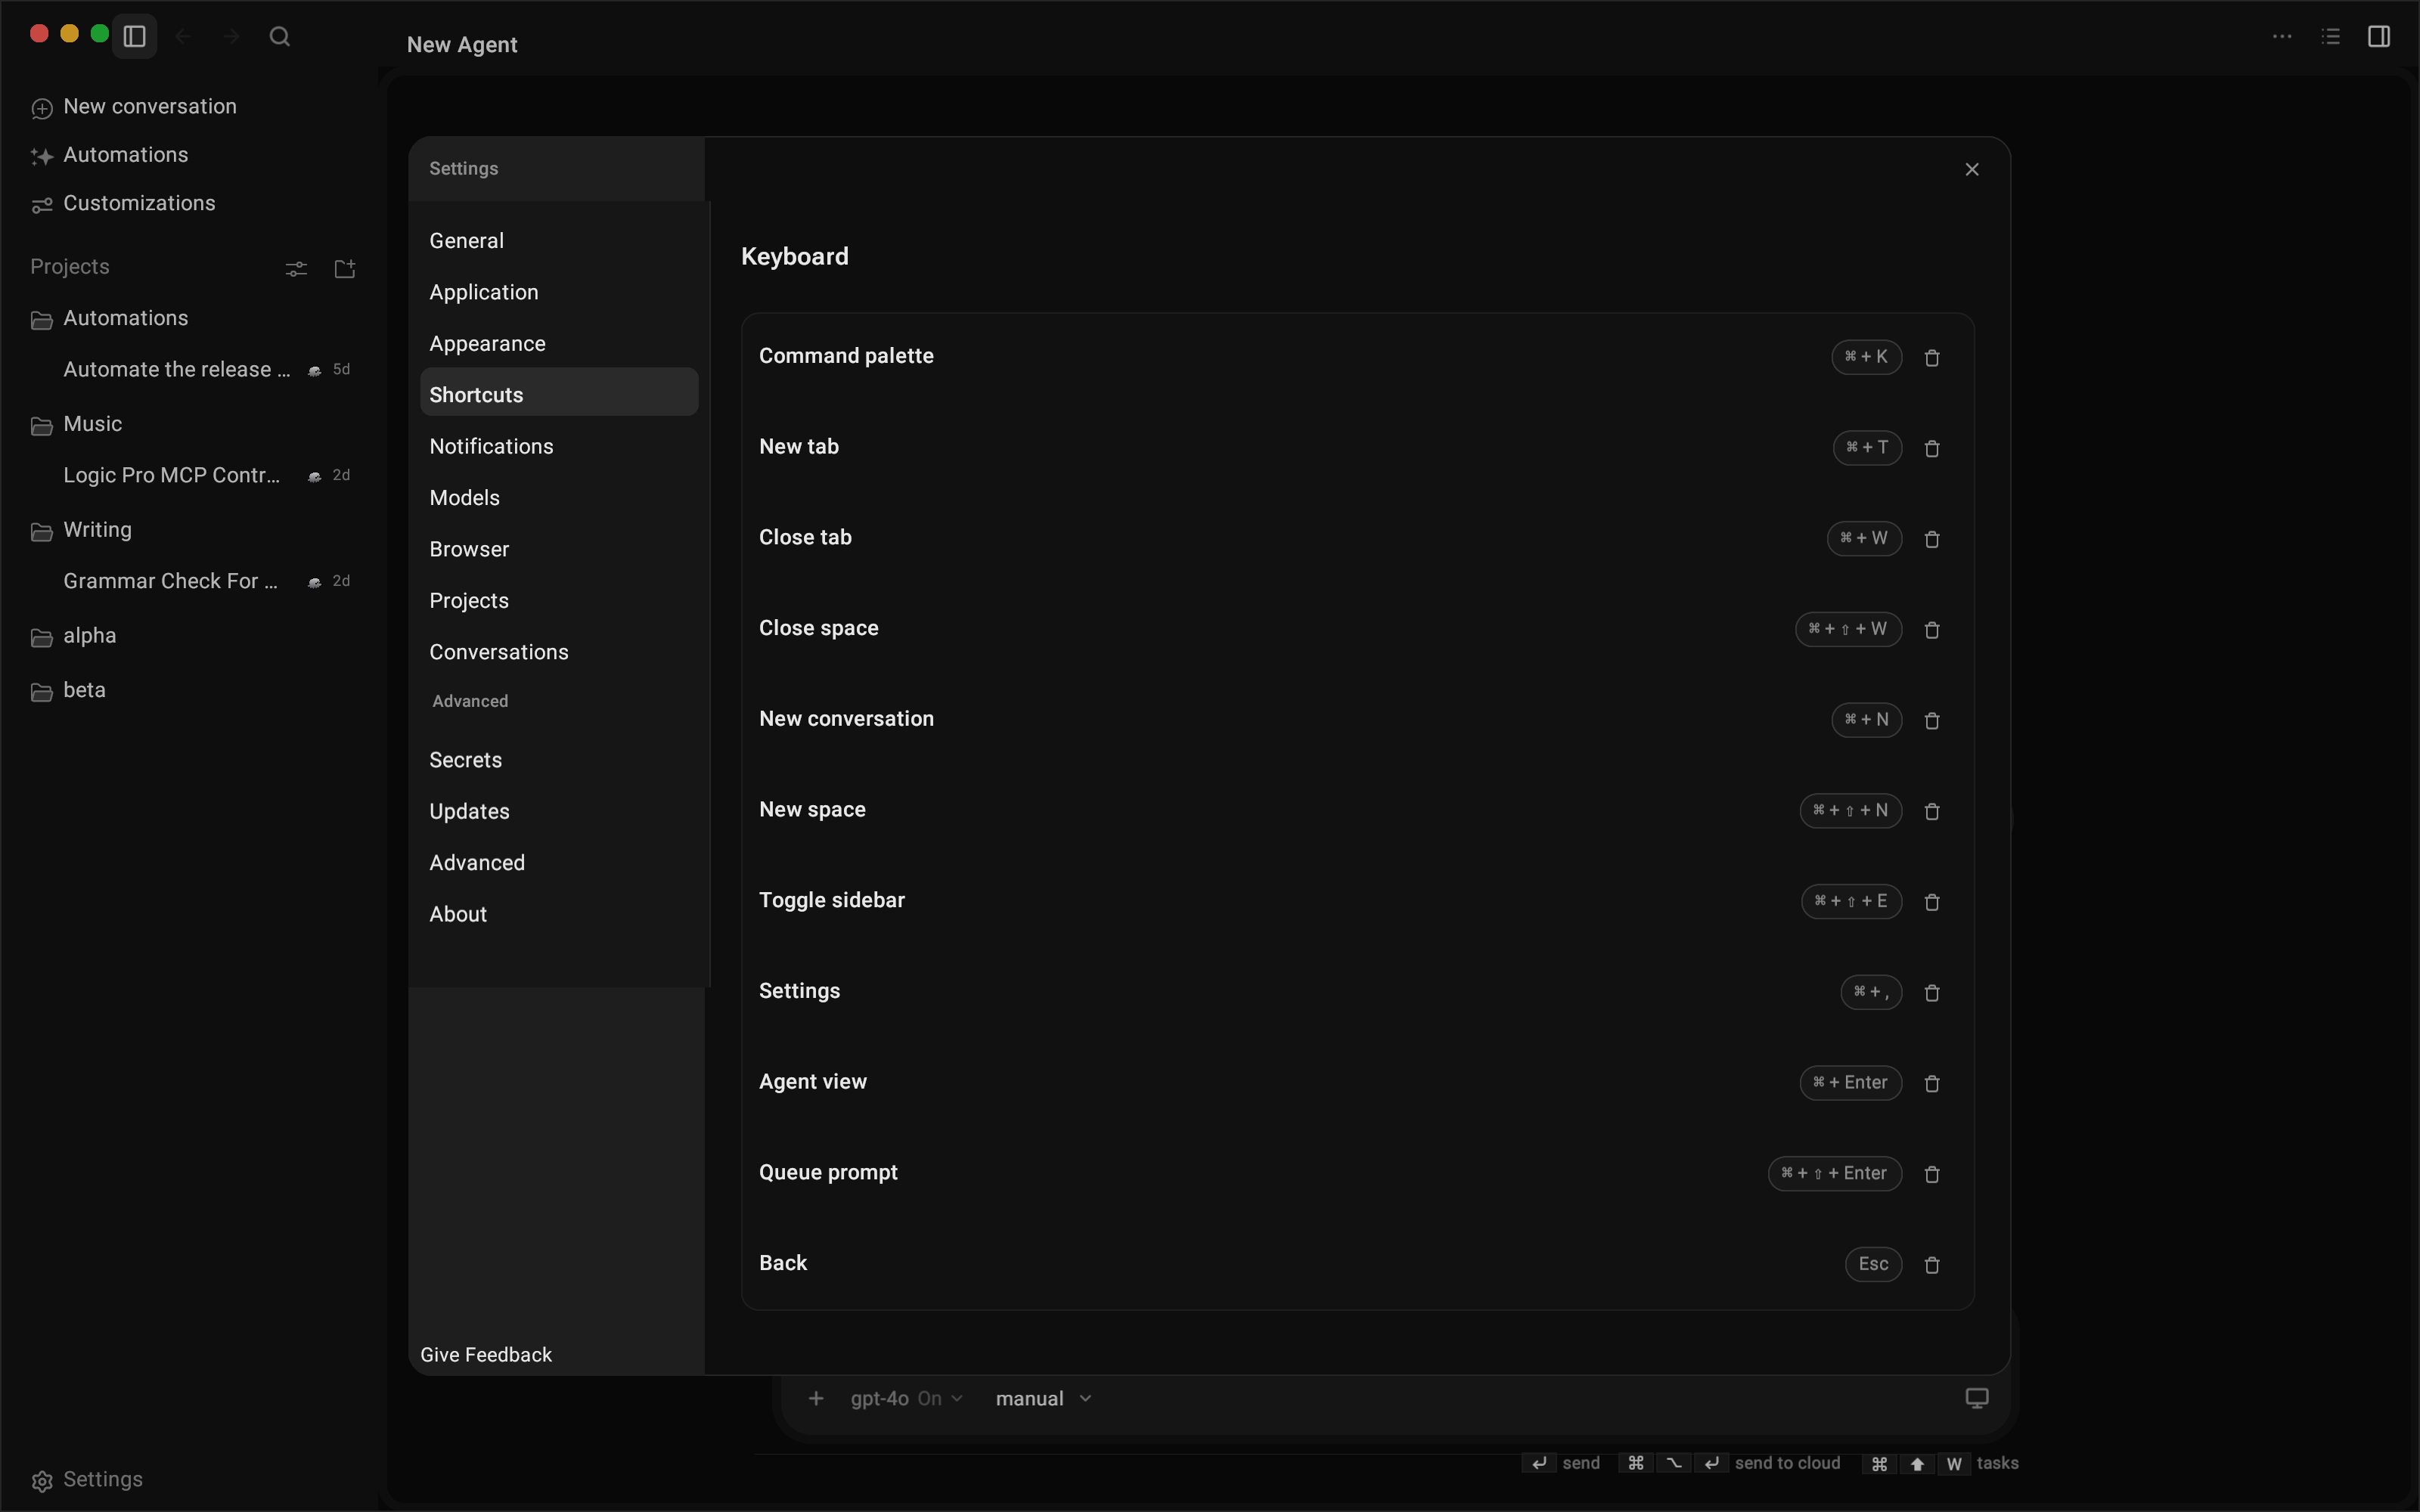 New Agent
New conversation
Automations
Customizations
Projects
Automations
Automate the release ... 5d
Music
Logic Pro MCP Contr... 2d
Writing
Grammar Check For ... 2d
alpha
beta
Settings
Settings
General
Application
Appearance
Shortcuts
Notifications
Models
Browser
Projects
Conversations
Advanced
Secrets
Updates
Advanced
About
Give Feedback
Keyboard
Command palette ⌘ + K
New tab ⌘ + T
Close tab ⌘ + W
Close space ⌘ + ⇧ + W
New conversation ⌘ + N
New space ⌘ + ⇧ + N
Toggle sidebar ⌘ + ⇧ + E
Settings ⌘ + ,
Agent view ⌘ + Enter
Queue prompt ⌘ + ⇧ + Enter
Back Esc
gpt-4o On manual
↵ send ⌘ ⌥ ↵ send to cloud ⌘ ⬆ W tasks